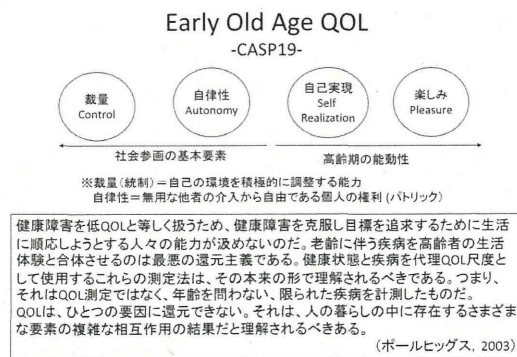 Early Old Age QOL
-CASP19-
裁量
Control
自律性
Autonomy
自己実現
Self
Realization
楽しみ
Pleasure
社会参画の基本要素
高齢期の能動性
※裁量(統制)=自己の環境を積極的に調整する能力
自律性=無用な他者の介入から自由である個人の権利(パトリック)
健康障害を低QOLと等しく扱うため、健康障害を克服し目標を追求するために生活
に順応しようとする人々の能力が汲めないのだ。老齢に伴う疾病を高齢者の生活
体験と合体させるのは最悪の還元主義である。健康状態と疾病を代理QOL尺度と
して使用するこれらの測定法は、その本来の形で理解されるべきである。つまり、
それはQOL測定ではなく、年齢を問わない、限られた疾病を計測したものだ。
QOLは、ひとつの要因に還元できない。それは、人の暮らしの中に存在するさまざま
な要素の複雑な相互作用の結果だと理解されるべきある。
(ポールヒッグス, 2003)